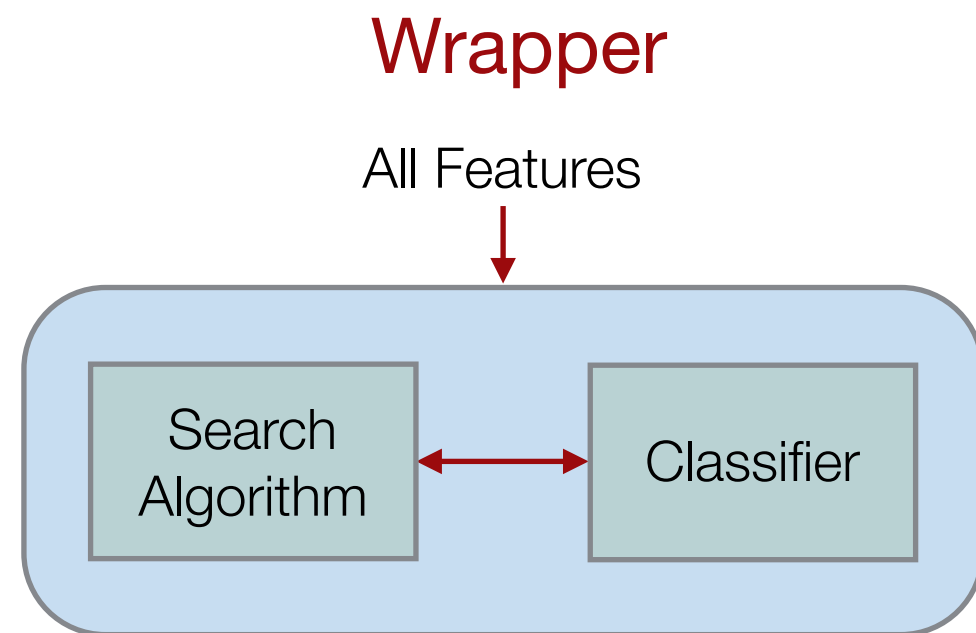 Wrapper
All Features
Search
Algorithm
Classifier